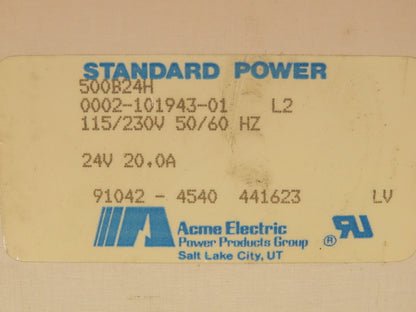 STANDARD POWER
500B24H
0002-101943-01 L2
115/230V 50/60 HZ
24V 20.0A
91042 - 4540 441623 LV
Acme Electric
Power Products Group ®
Salt Lake City, UT